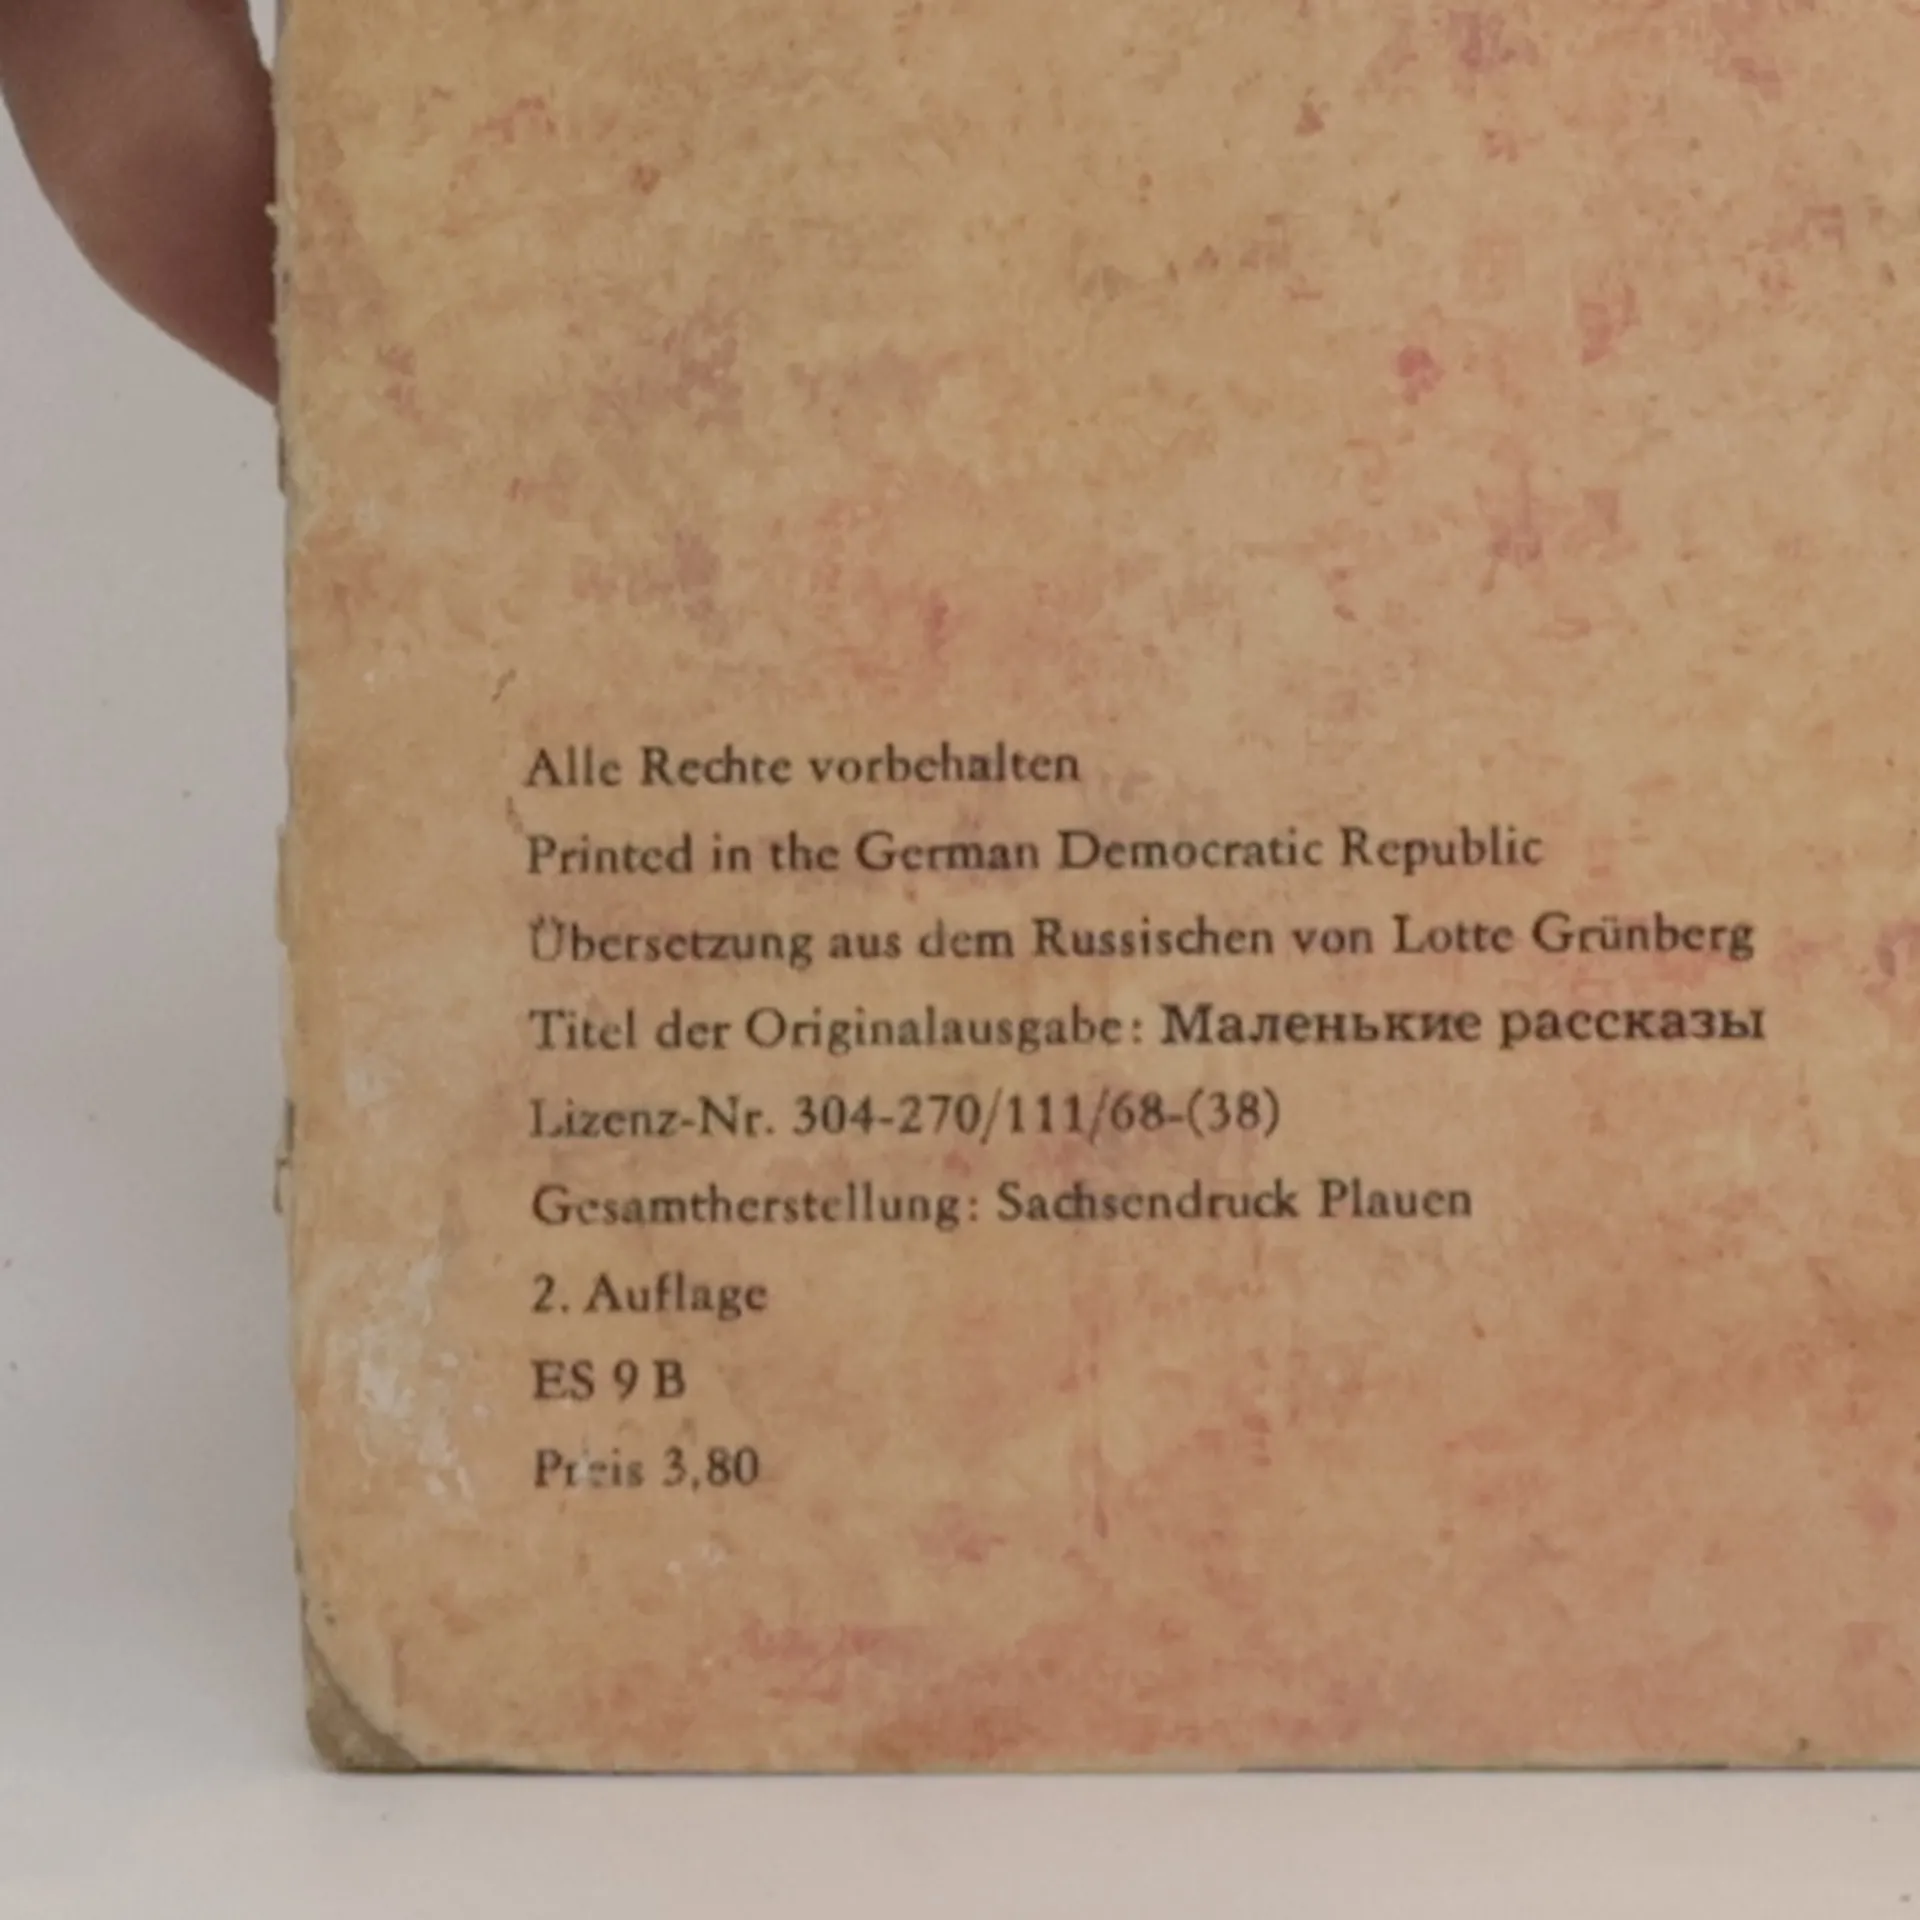 Alle Rechte vorbehalten
Printed in the German Democratic Republic
Übersetzung aus dem Russischen von Lotte Grünberg
Titel der Originalausgabe: Маленькие рассказы
Lizenz-Nr. 304-270/111/68-(38)
Gesamtherstellung: Sachsendruck Plauen
2. Auflage
ES 9 B
Preis 3,80